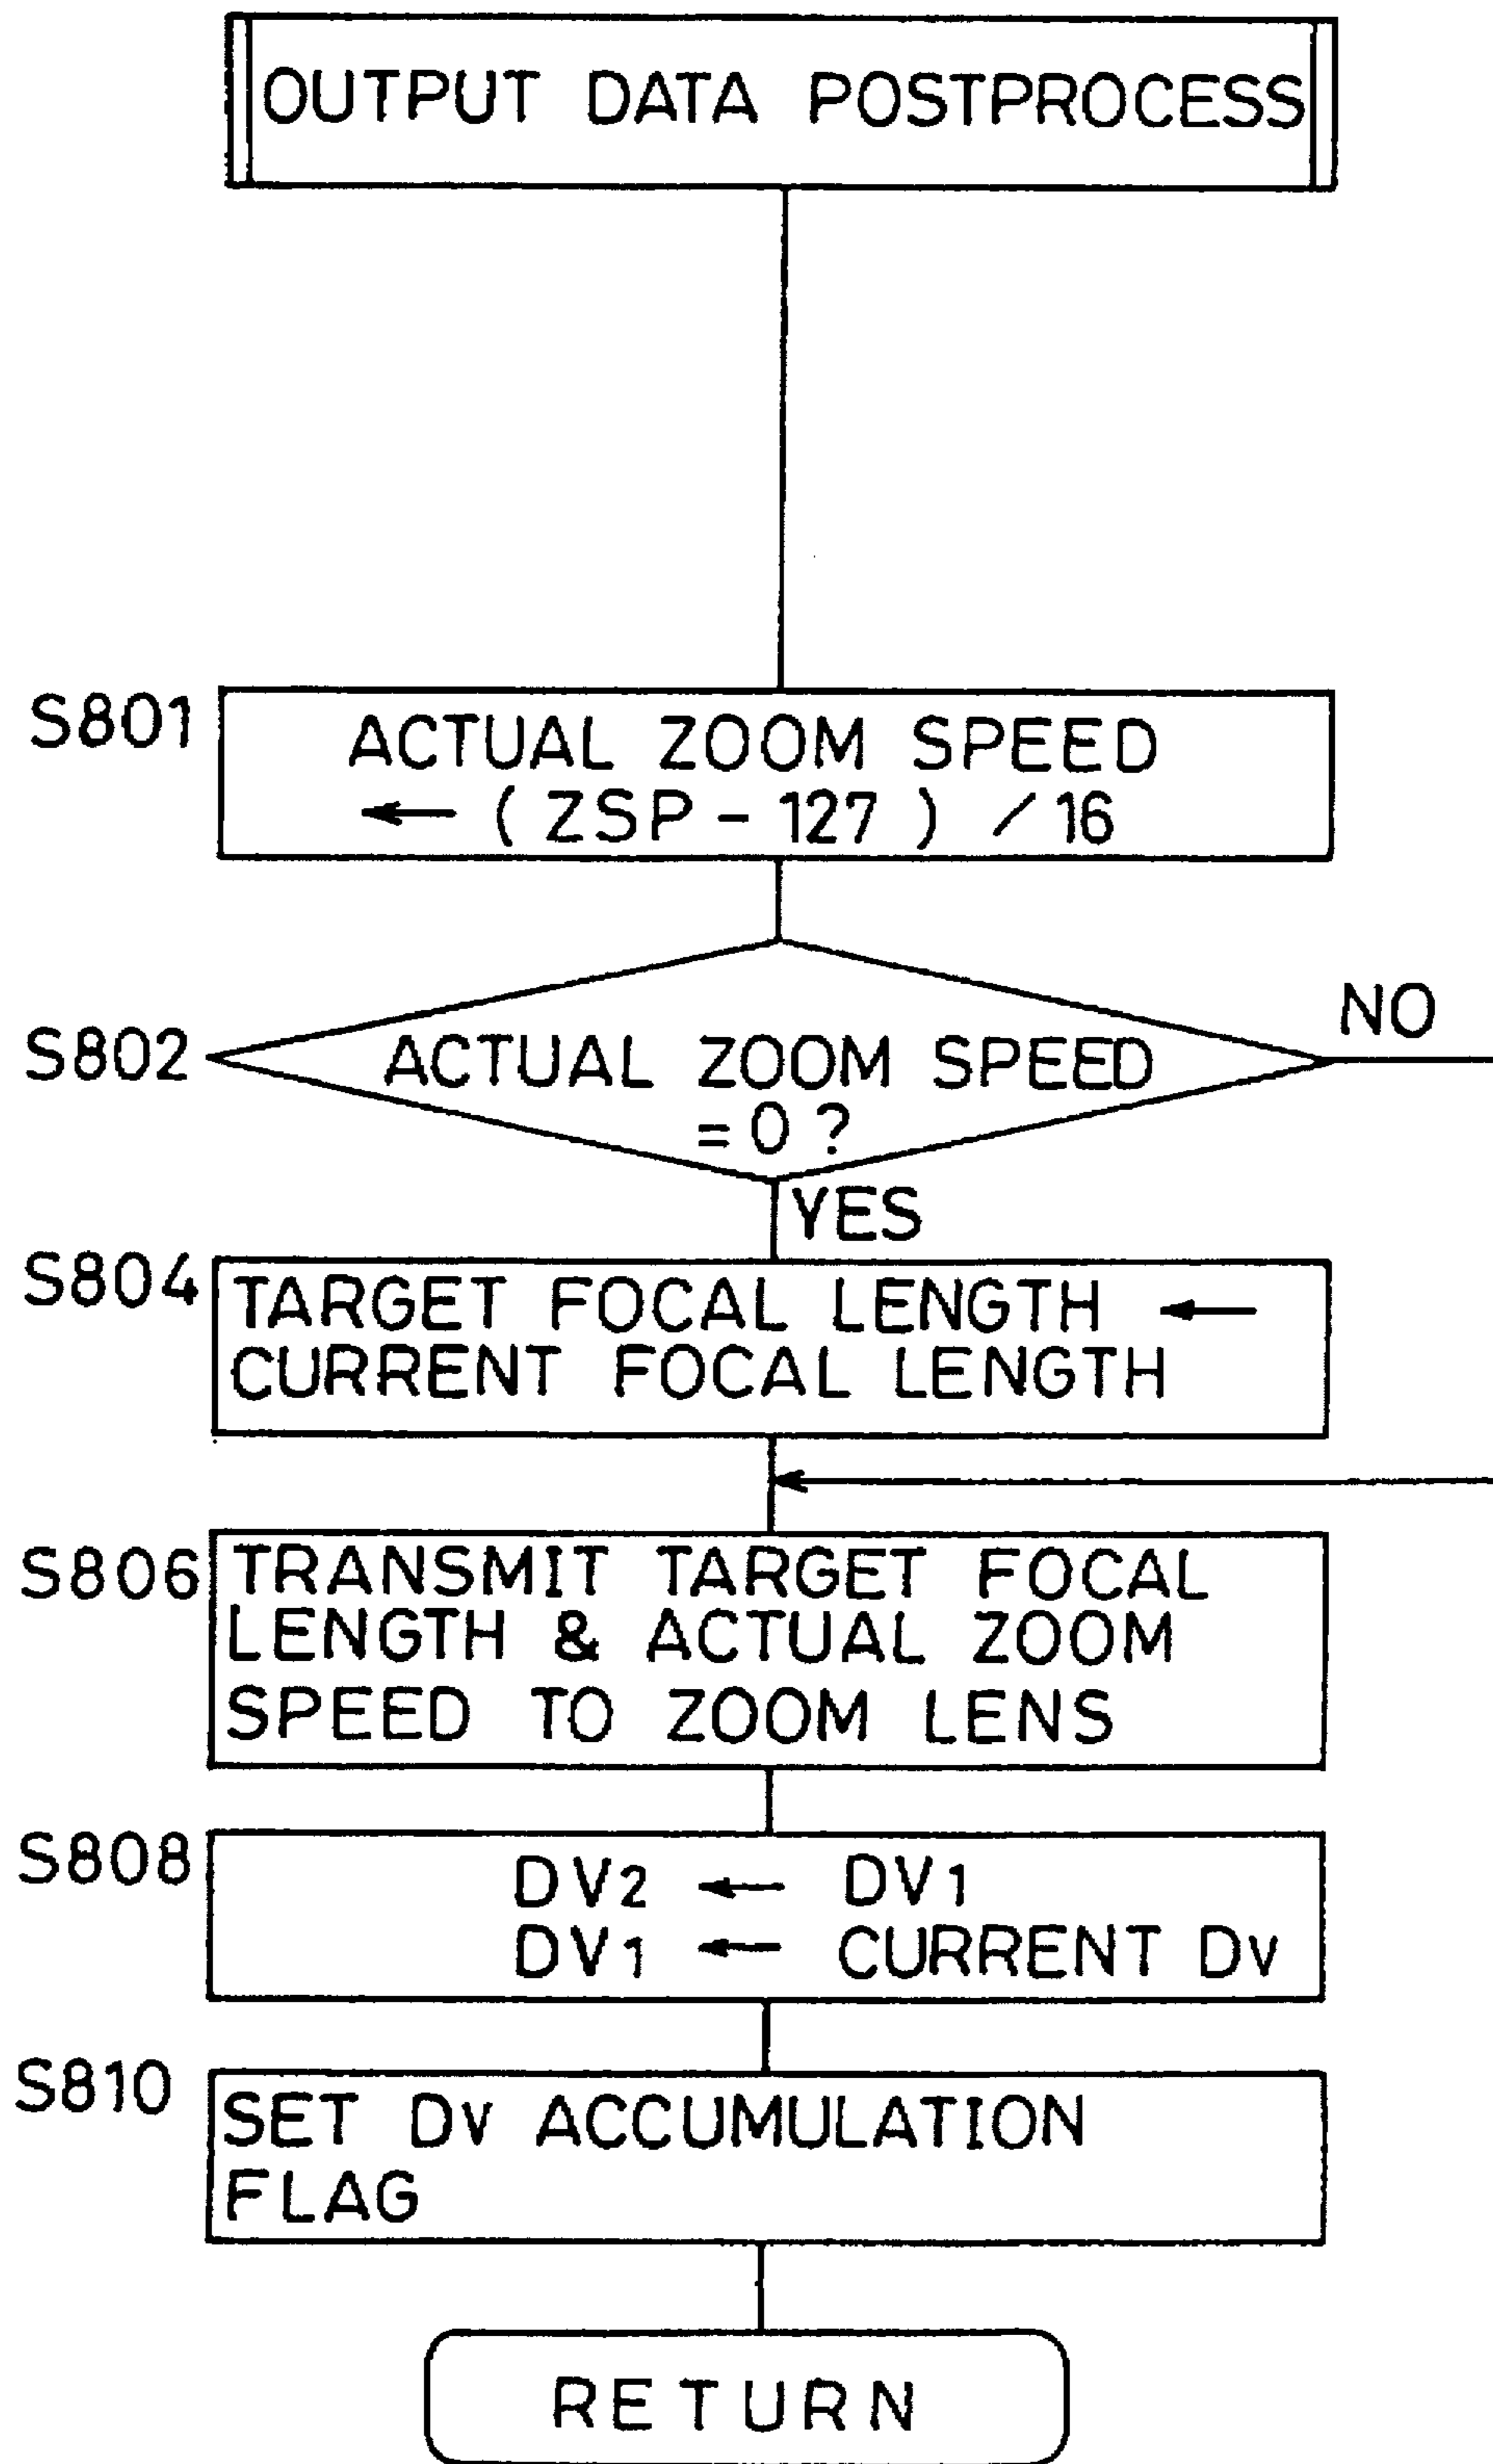 OUTPUT DATA POSTPROCESS
S801
ACTUAL ZOOM SPEED
← (ZSP - 127) / 16
S802
ACTUAL ZOOM SPEED
= 0 ?
NO
YES
S804
TARGET FOCAL LENGTH ←
CURRENT FOCAL LENGTH
S806
TRANSMIT TARGET FOCAL
LENGTH & ACTUAL ZOOM
SPEED TO ZOOM LENS
S808
DV2 ← DV1
DV1 ← CURRENT Dv
S810
SET Dv ACCUMULATION
FLAG
RETURN